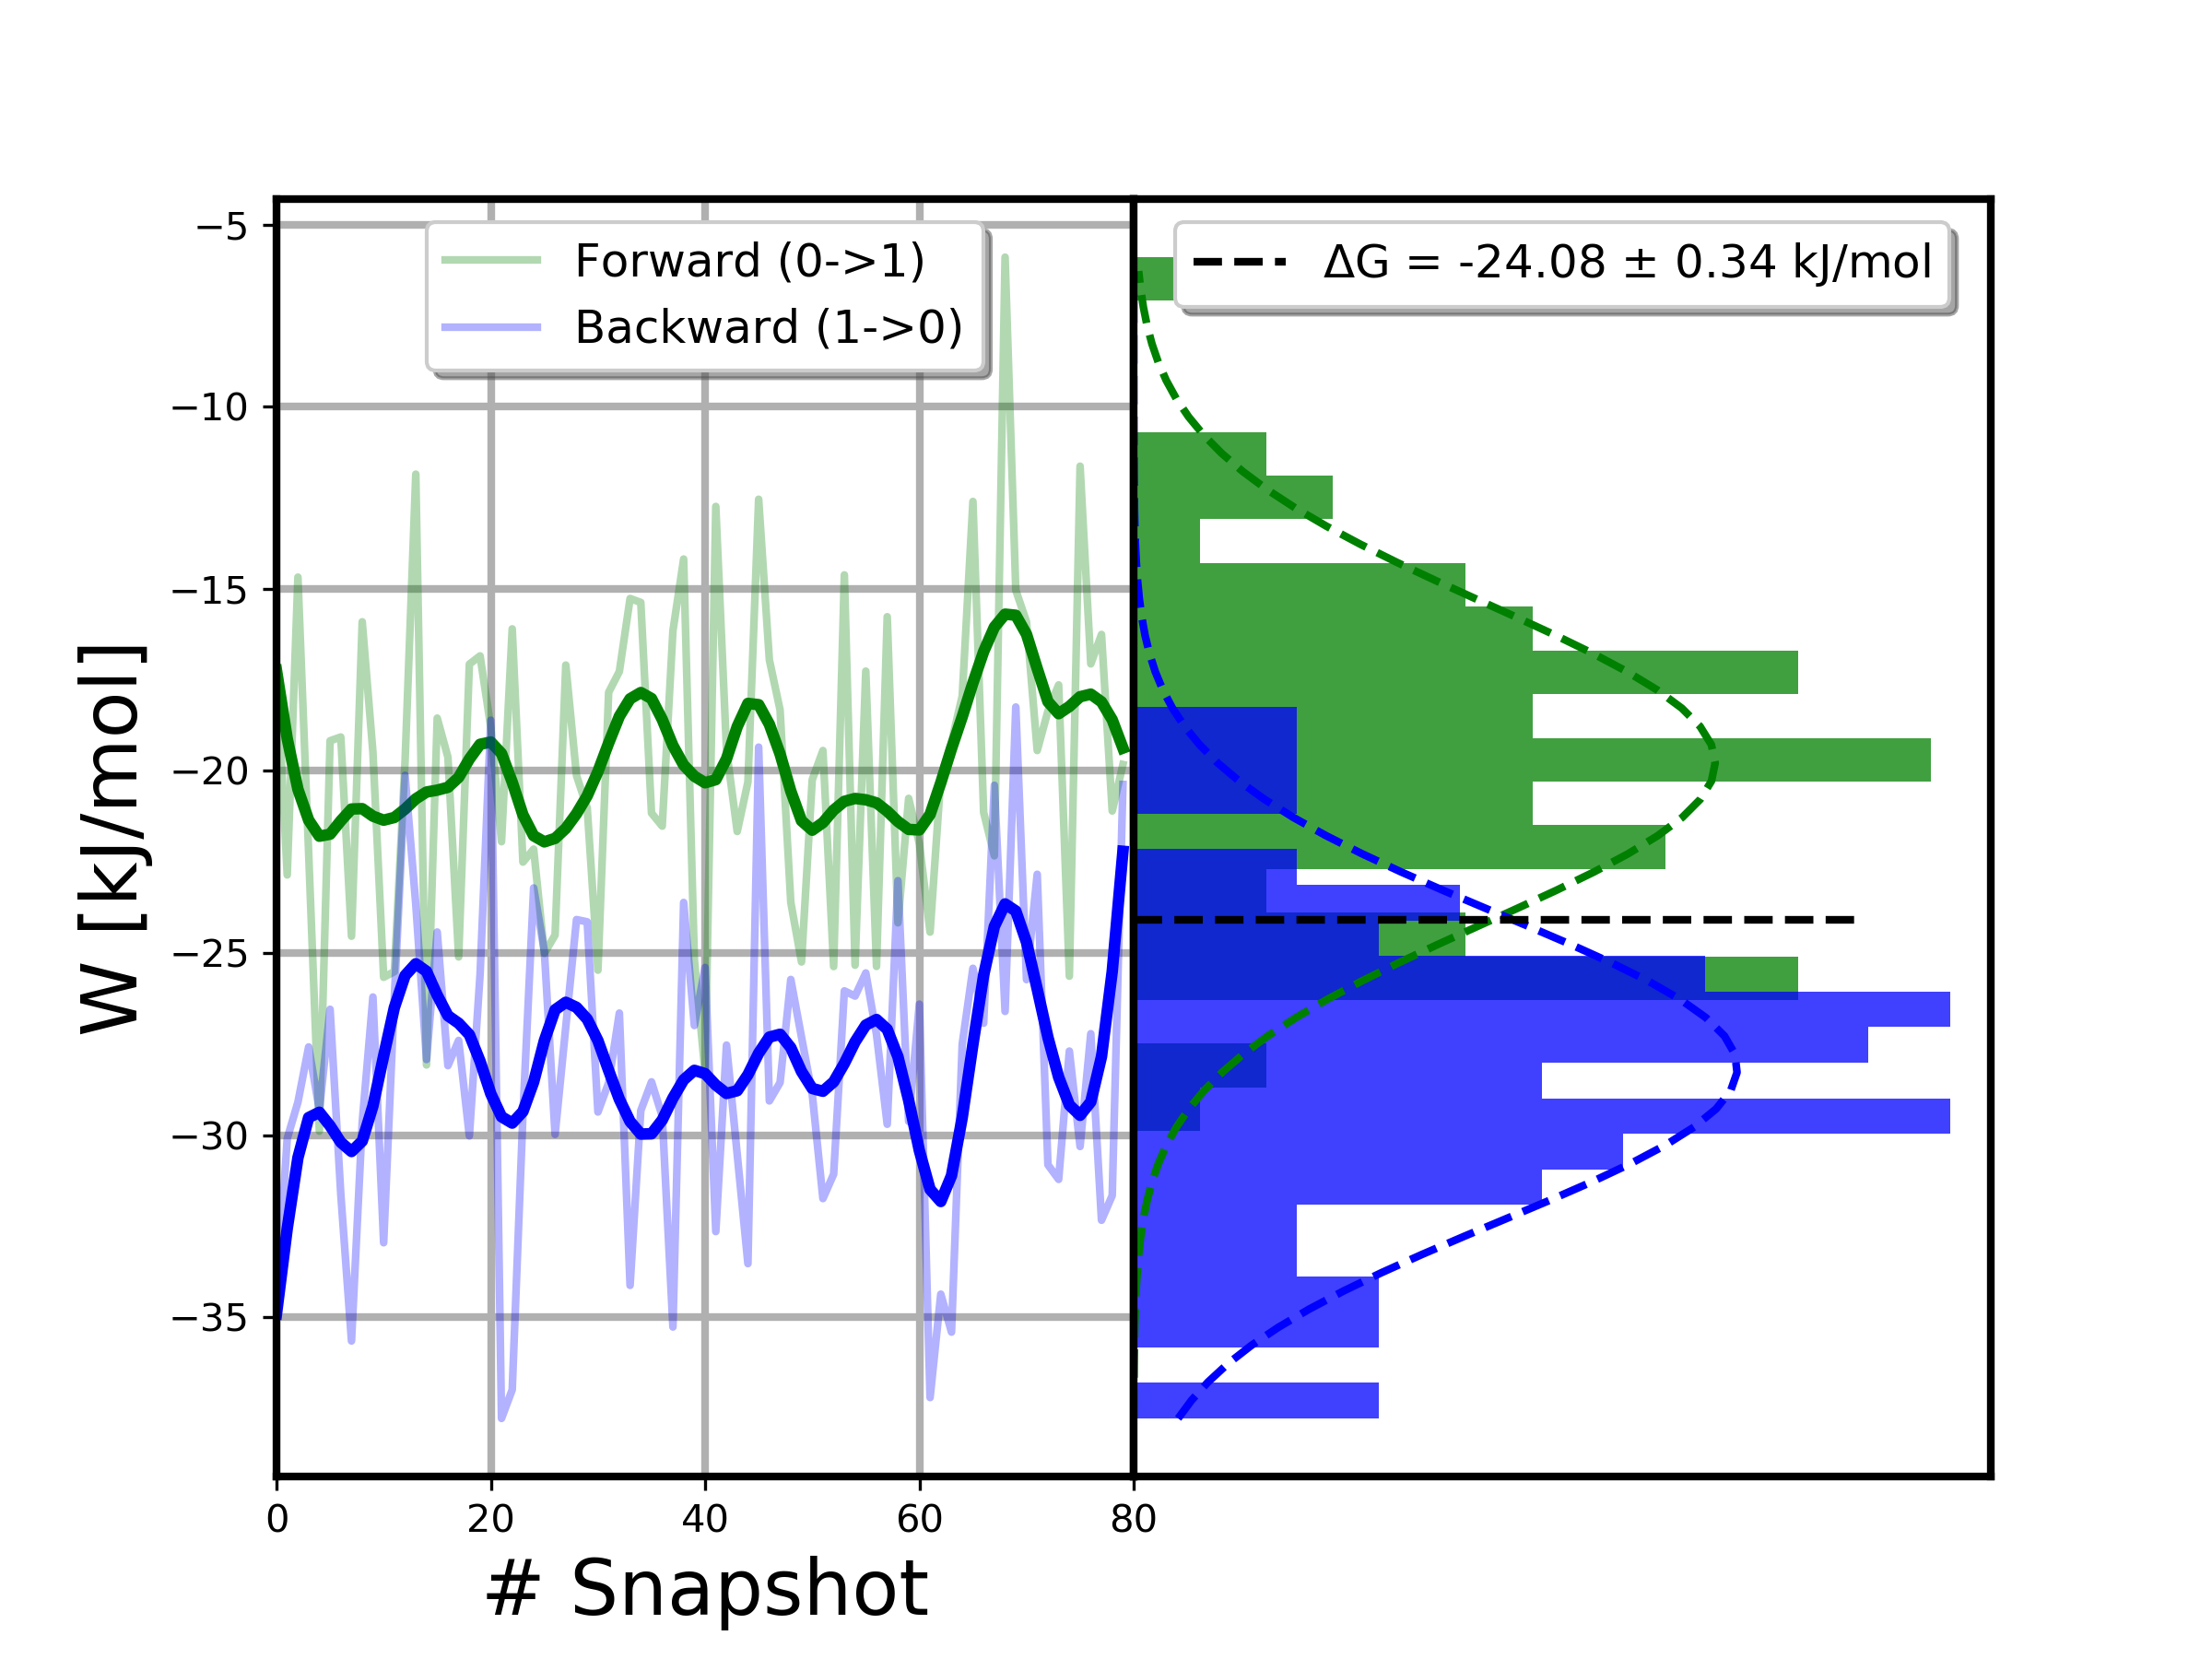 Forward (0->1)
Backward (1->0)
ΔG = -24.08 ± 0.34 kJ/mol
W [kJ/mol]
−5
−10
−15
−20
−25
−30
−35
0 20 40 60 80
# Snapshot